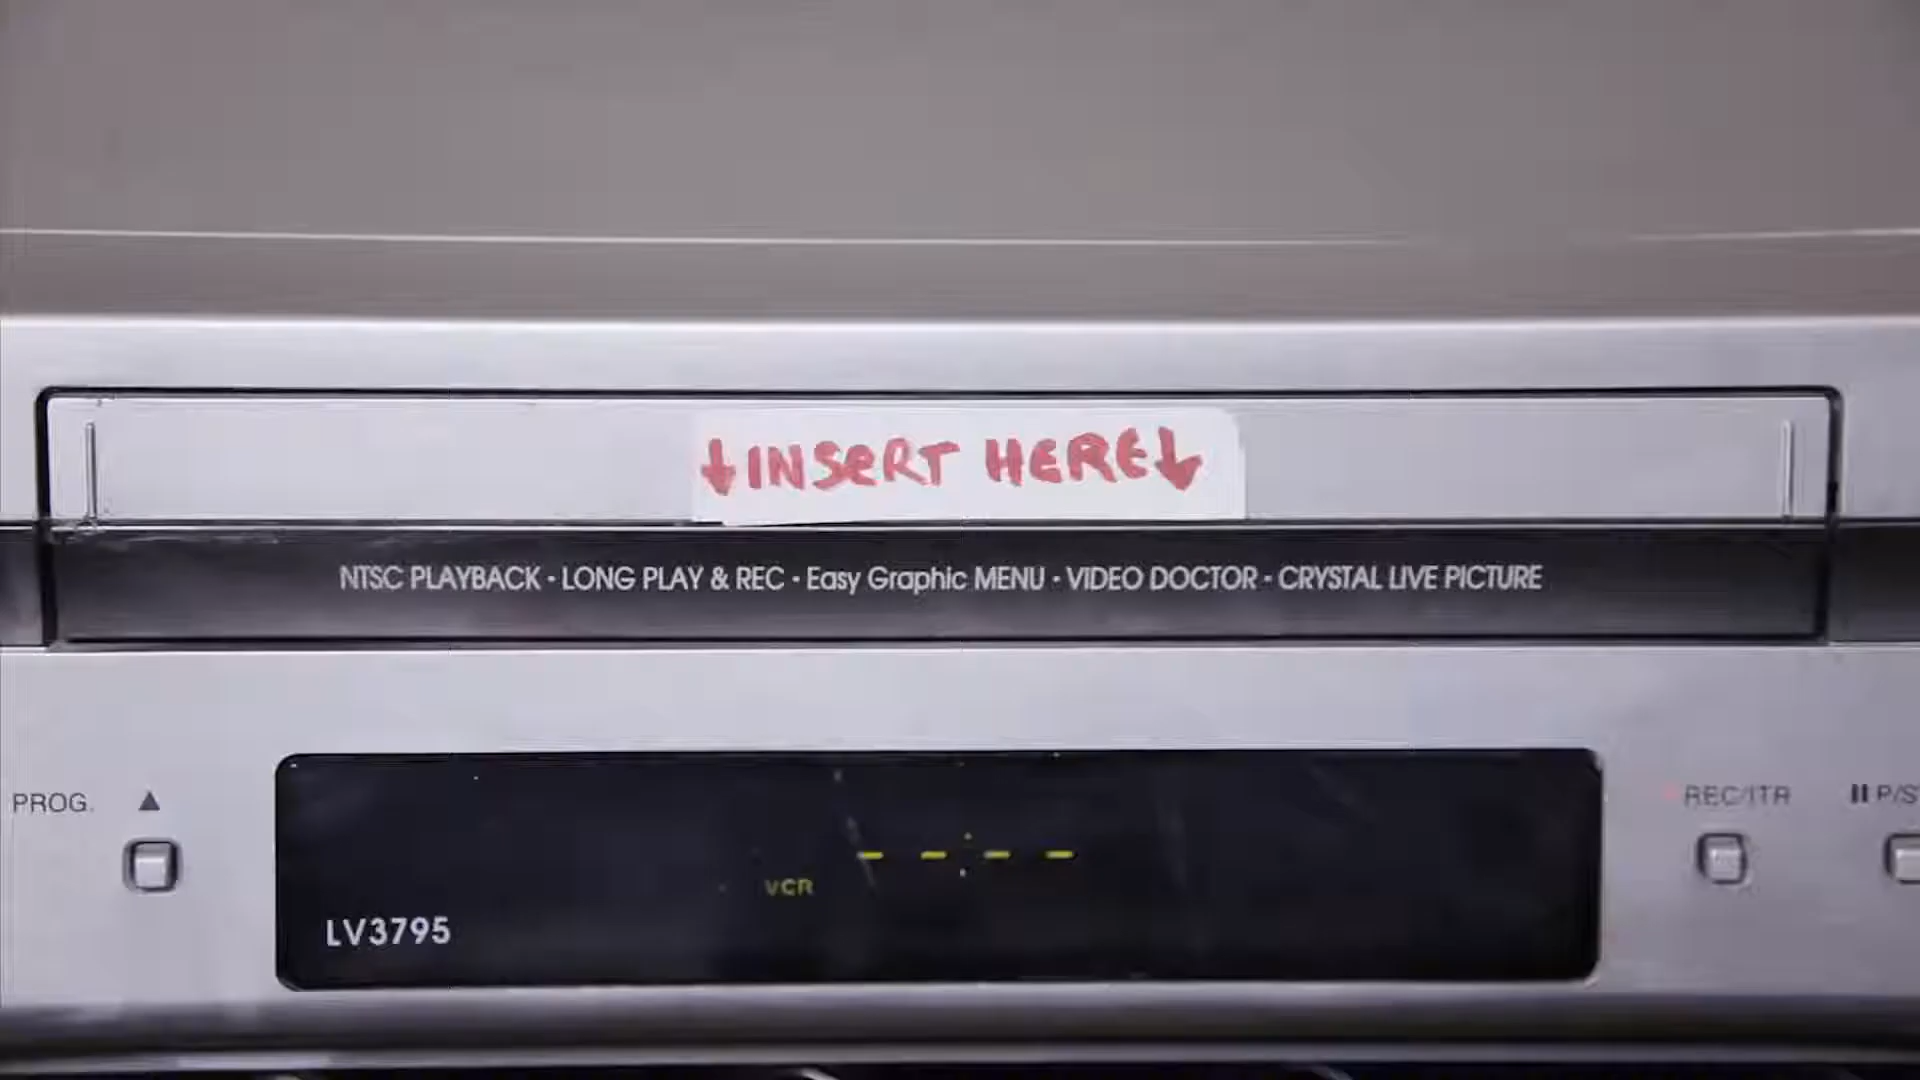 ↓INSeRT HERE↓
NTSC PLAYBACK · LONG PLAY & REC · Easy Graphic MENU · VIDEO DOCTOR · CRYSTAL LIVE PICTURE
PROG. ▲
REC/ITR
VCR -- : --
LV3795